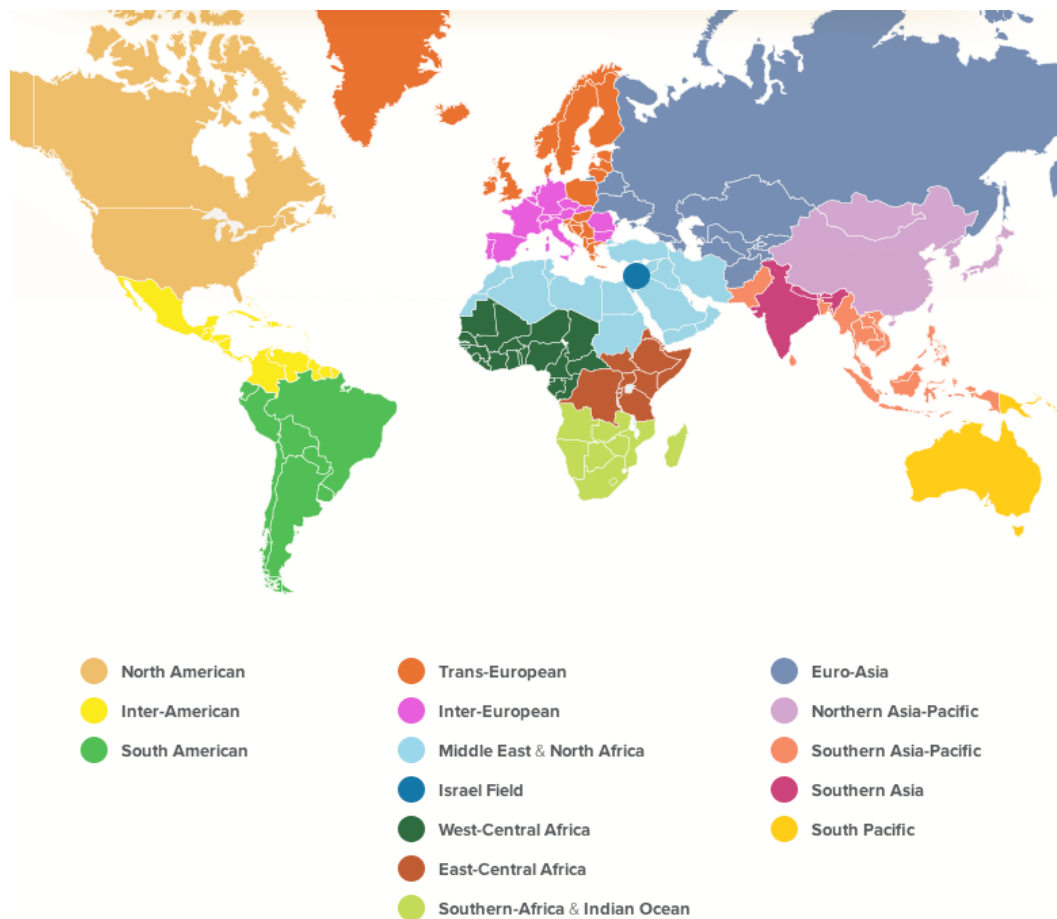 North American
Inter-American
South American
Trans-European
Inter-European
Middle East & North Africa
Israel Field
West-Central Africa
East-Central Africa
Southern-Africa & Indian Ocean
Euro-Asia
Northern Asia-Pacific
Southern Asia-Pacific
Southern Asia
South Pacific